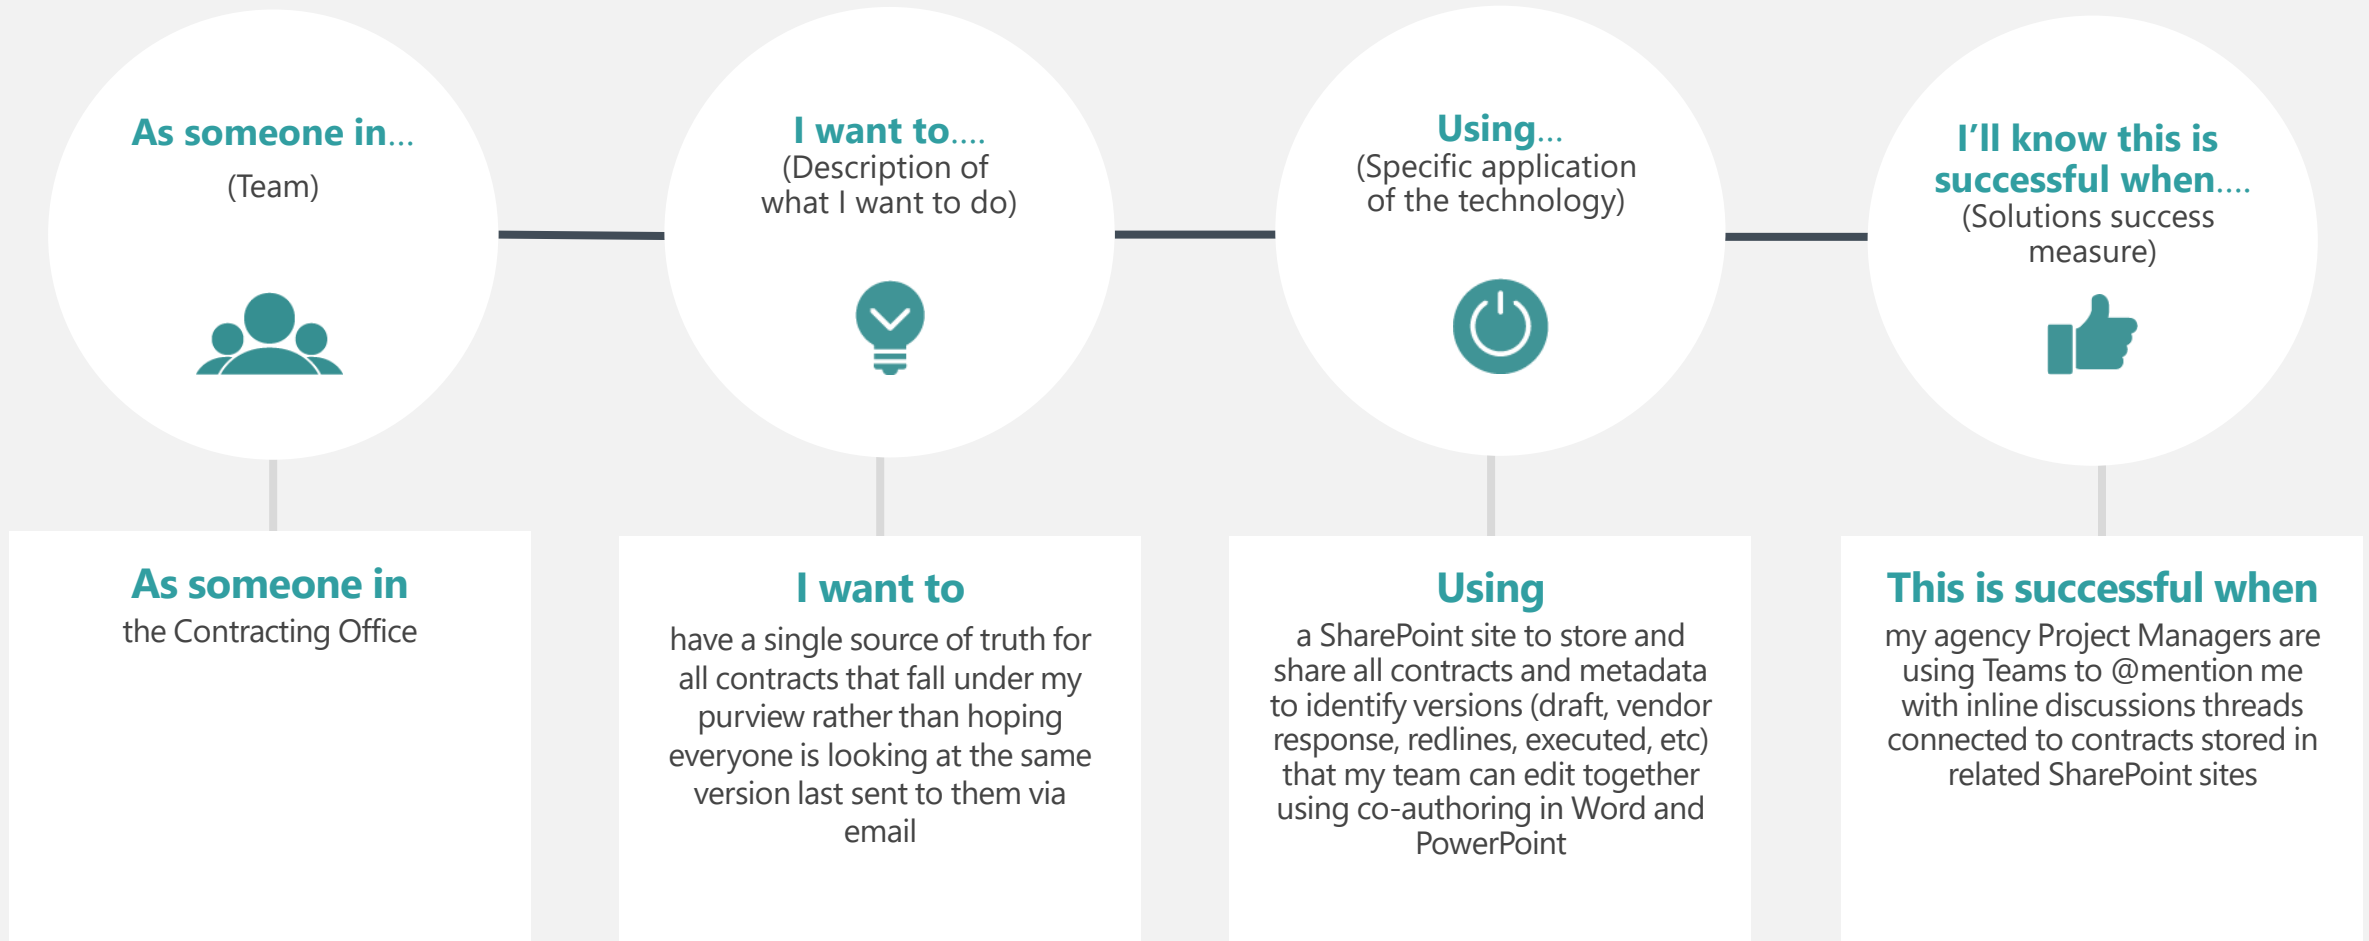 As someone in...
(Team)
I want to....
(Description of
what I want to do)
Using...
(Specific application
of the technology)
I’ll know this is
successful when....
(Solutions success
measure)
As someone in
the Contracting Office
I want to
have a single source of truth for
all contracts that fall under my
purview rather than hoping
everyone is looking at the same
version last sent to them via
email
Using
a SharePoint site to store and
share all contracts and metadata
to identify versions (draft, vendor
response, redlines, executed, etc)
that my team can edit together
using co-authoring in Word and
PowerPoint
This is successful when
my agency Project Managers are
using Teams to @mention me
with inline discussions threads
connected to contracts stored in
related SharePoint sites